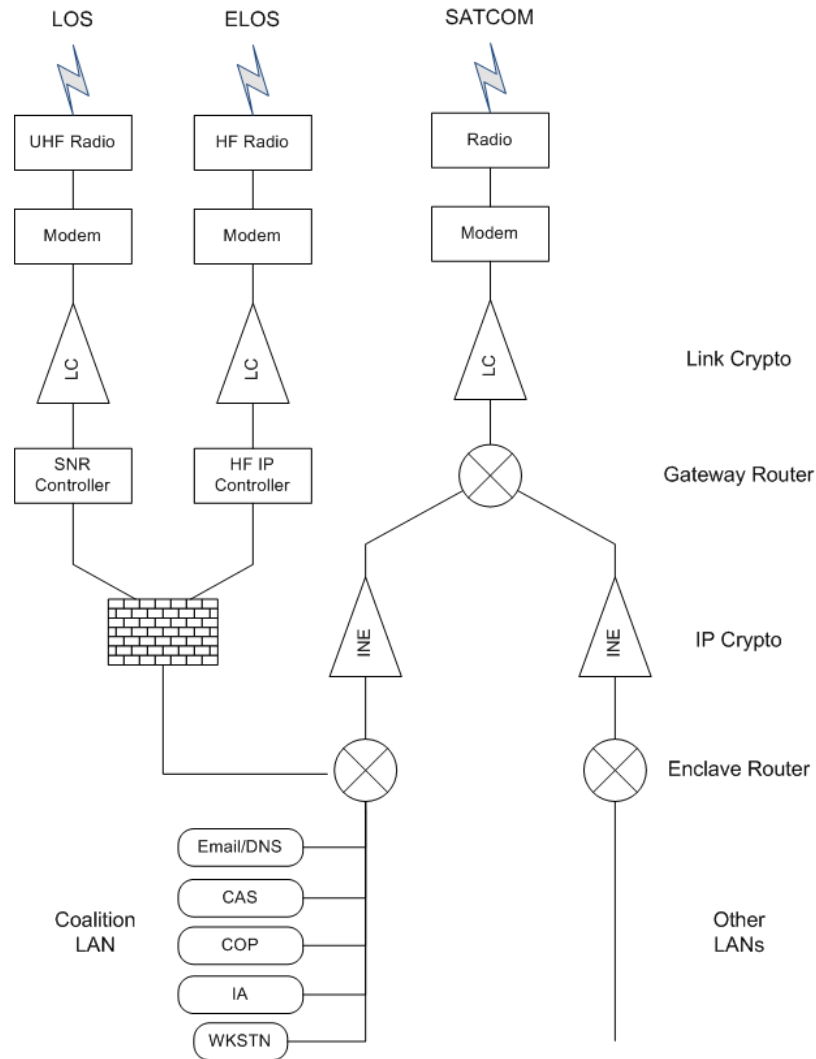 LOS
ELOS
SATCOM
UHF Radio
HF Radio
Radio
Modem
Modem
Modem
LC
LC
LC
Link Crypto
SNR
Controller
HF IP
Controller
Gateway Router
INE
INE
IP Crypto
Enclave Router
Email/DNS
CAS
COP
IA
WKSTN
Coalition
LAN
Other
LANs